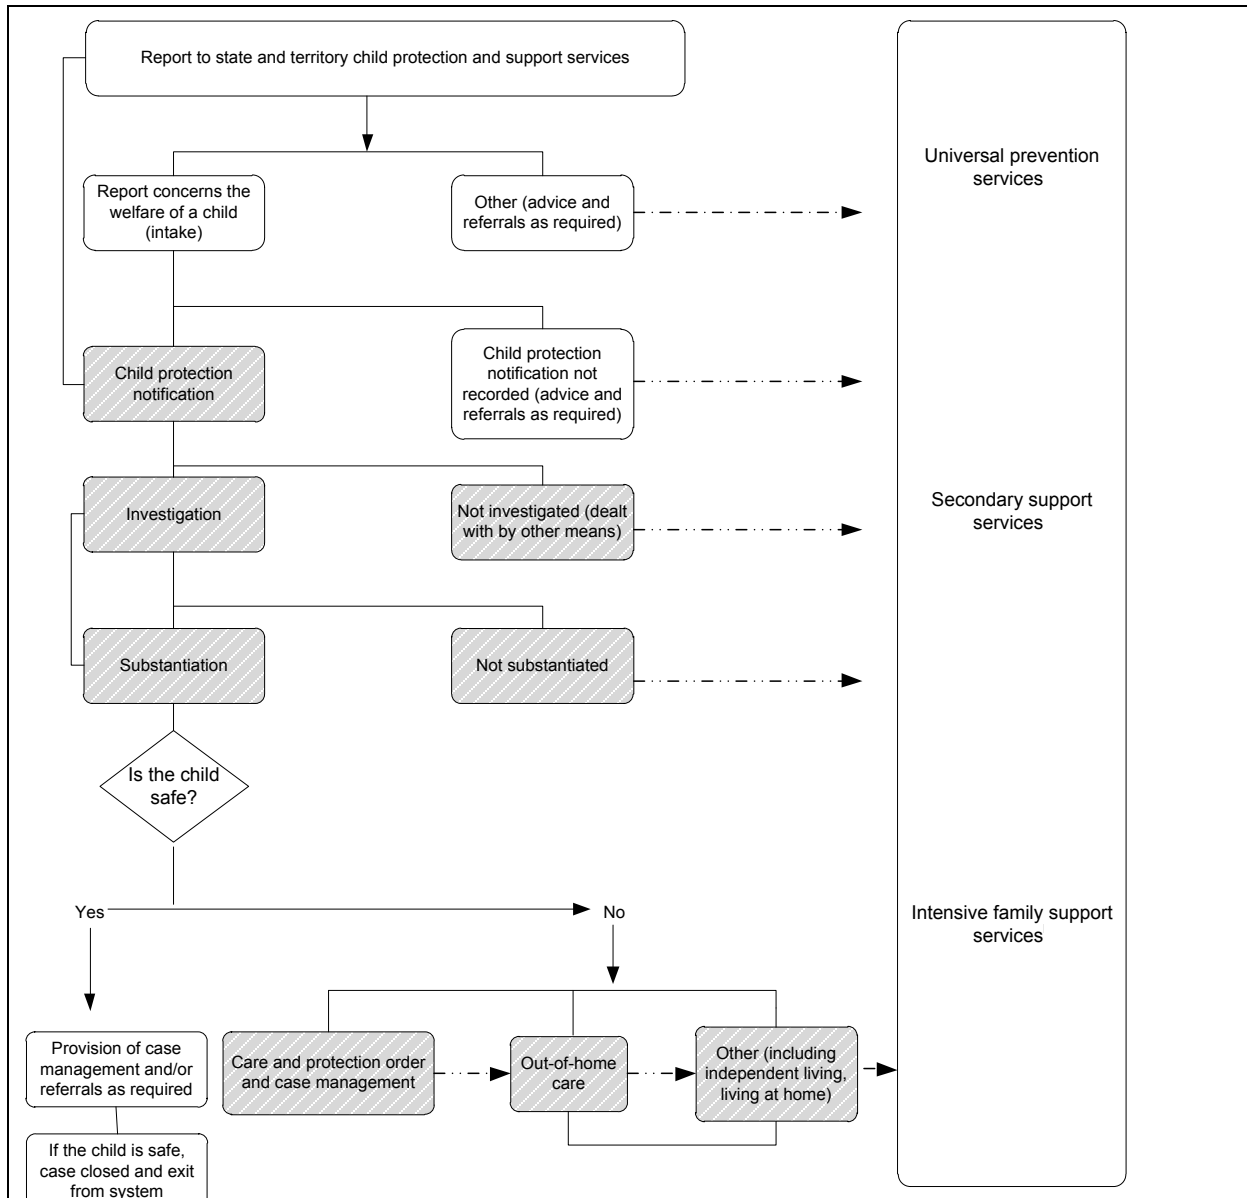 Report to state and territory child protection and support services
Report concerns the
welfare of a child
(intake)
Other (advice and
referrals as required)
Universal prevention
services
Child protection
notification
Child protection
notification not
recorded (advice and
referrals as required)
Investigation
Not investigated (dealt
with by other means)
Secondary support
services
Substantiation
Not substantiated
Is the child
safe?
Yes
No
Intensive family support
services
Provision of case
management and/or
referrals as required
Care and protection order
and case management
Out-of-home
care
Other (including
independent living,
living at home)
If the child is safe,
case closed and exit
from system